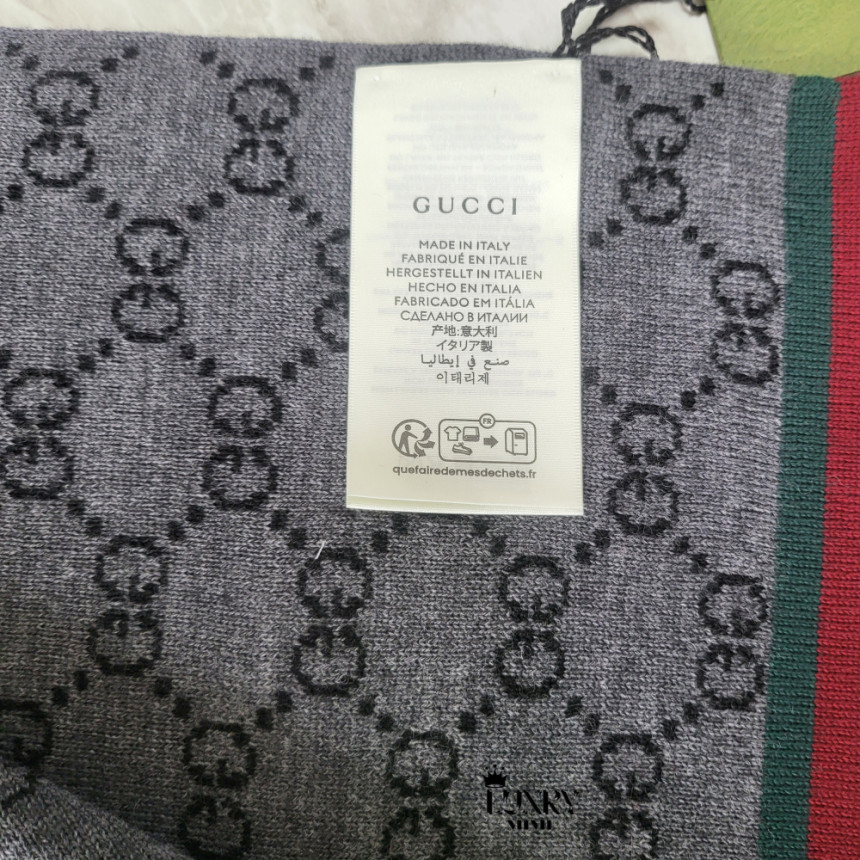 GUCCI
MADE IN ITALY
FABRIQUÉ EN ITALIE
HERGESTELLT IN ITALIEN
HECHO EN ITALIA
FABRICADO EM ITÁLIA
СДЕЛАНО В ИТАЛИИ
产地:意大利
イタリア製
صنع في إيطاليا
이태리제
FR
quefairedemesdechets.fr